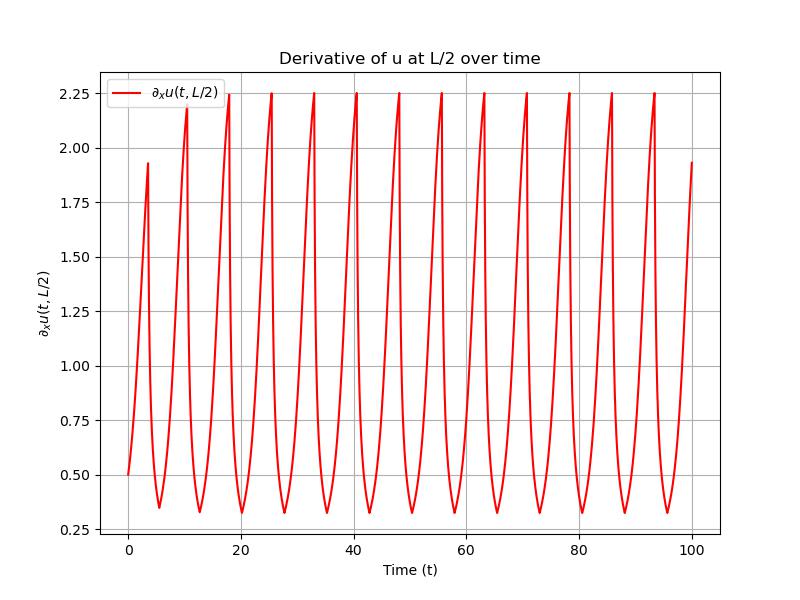 Derivative of u at L/2 over time
∂ₓu(t, L/2)
2.25
2.00
1.75
1.50
1.25
1.00
0.75
0.50
0.25
∂ₓu(t, L/2)
0 20 40 60 80 100
Time (t)